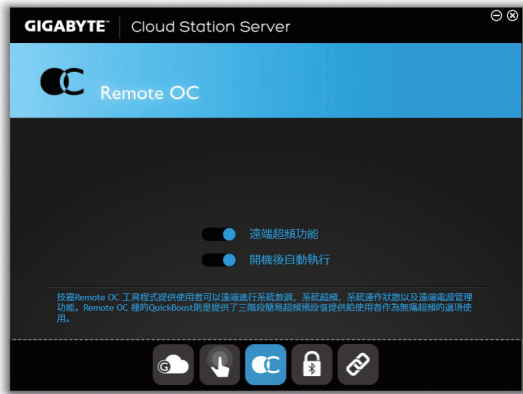 GIGABYTE™ Cloud Station Server
Remote OC
遠端超頻功能
開機後自動執行
技嘉Remote OC 工具程式提供使用者可以遠端進行系統教調，系統超頻，系統運作狀態以及遠端電源管理
功能。Remote OC 裡的QuickBoost則是提供了三階段簡易超頻預設值提供給使用者作為無痛超頻的選項使
用。
G